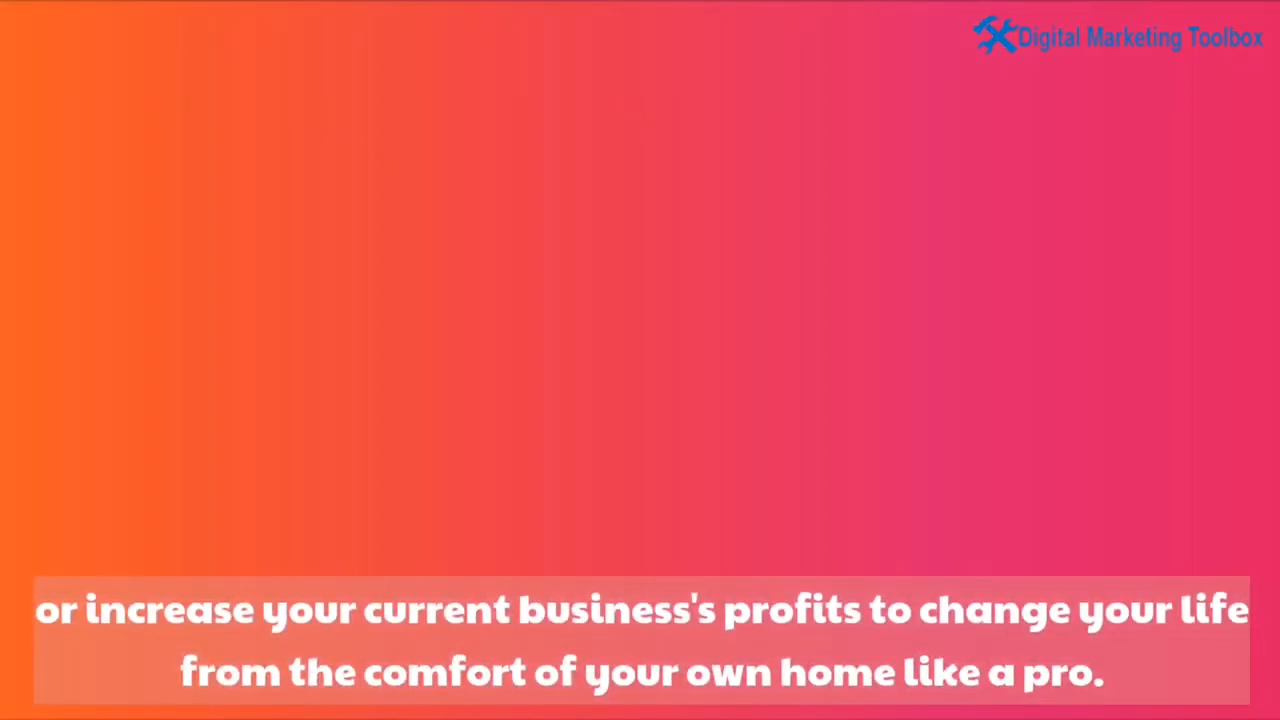 Digital Marketing Toolbox
or increase your current business's profits to change your life
from the comfort of your own home like a pro.